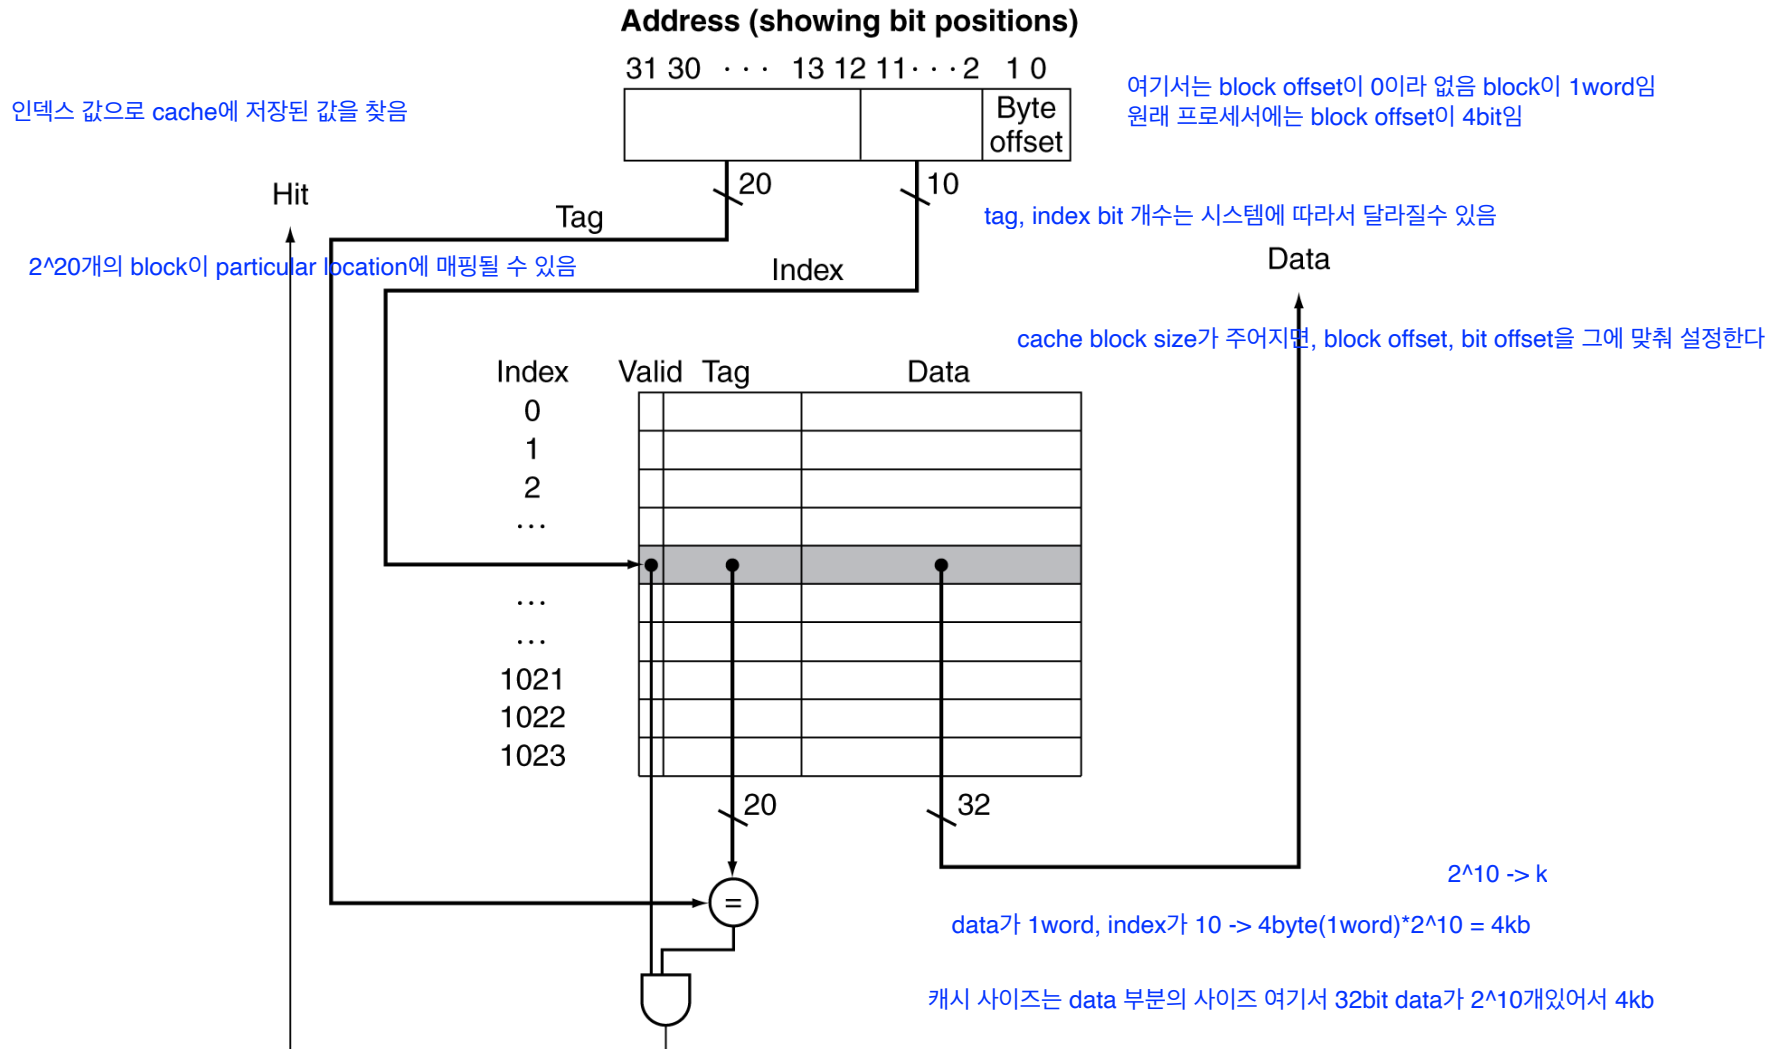 Address (showing bit positions)
31 30 · · · 13 12 11 · · · 2 1 0
여기서는 block offset이 0이라 없음 block이 1word임
인덱스 값으로 cache에 저장된 값을 찾음
Byte
offset
원래 프로세서에는 block offset이 4bit임
20
10
Hit
Tag
tag, index bit 개수는 시스템에 따라서 달라질수 있음
2^20개의 block이 particular location에 매핑될 수 있음
Index
Data
cache block size가 주어지면, block offset, bit offset을 그에 맞춰 설정한다
Index Valid Tag Data
0
1
2
···
···
···
1021
1022
1023
20
32
2^10 -> k
=
data가 1word, index가 10 -> 4byte(1word)*2^10 = 4kb
캐시 사이즈는 data 부분의 사이즈 여기서 32bit data가 2^10개있어서 4kb